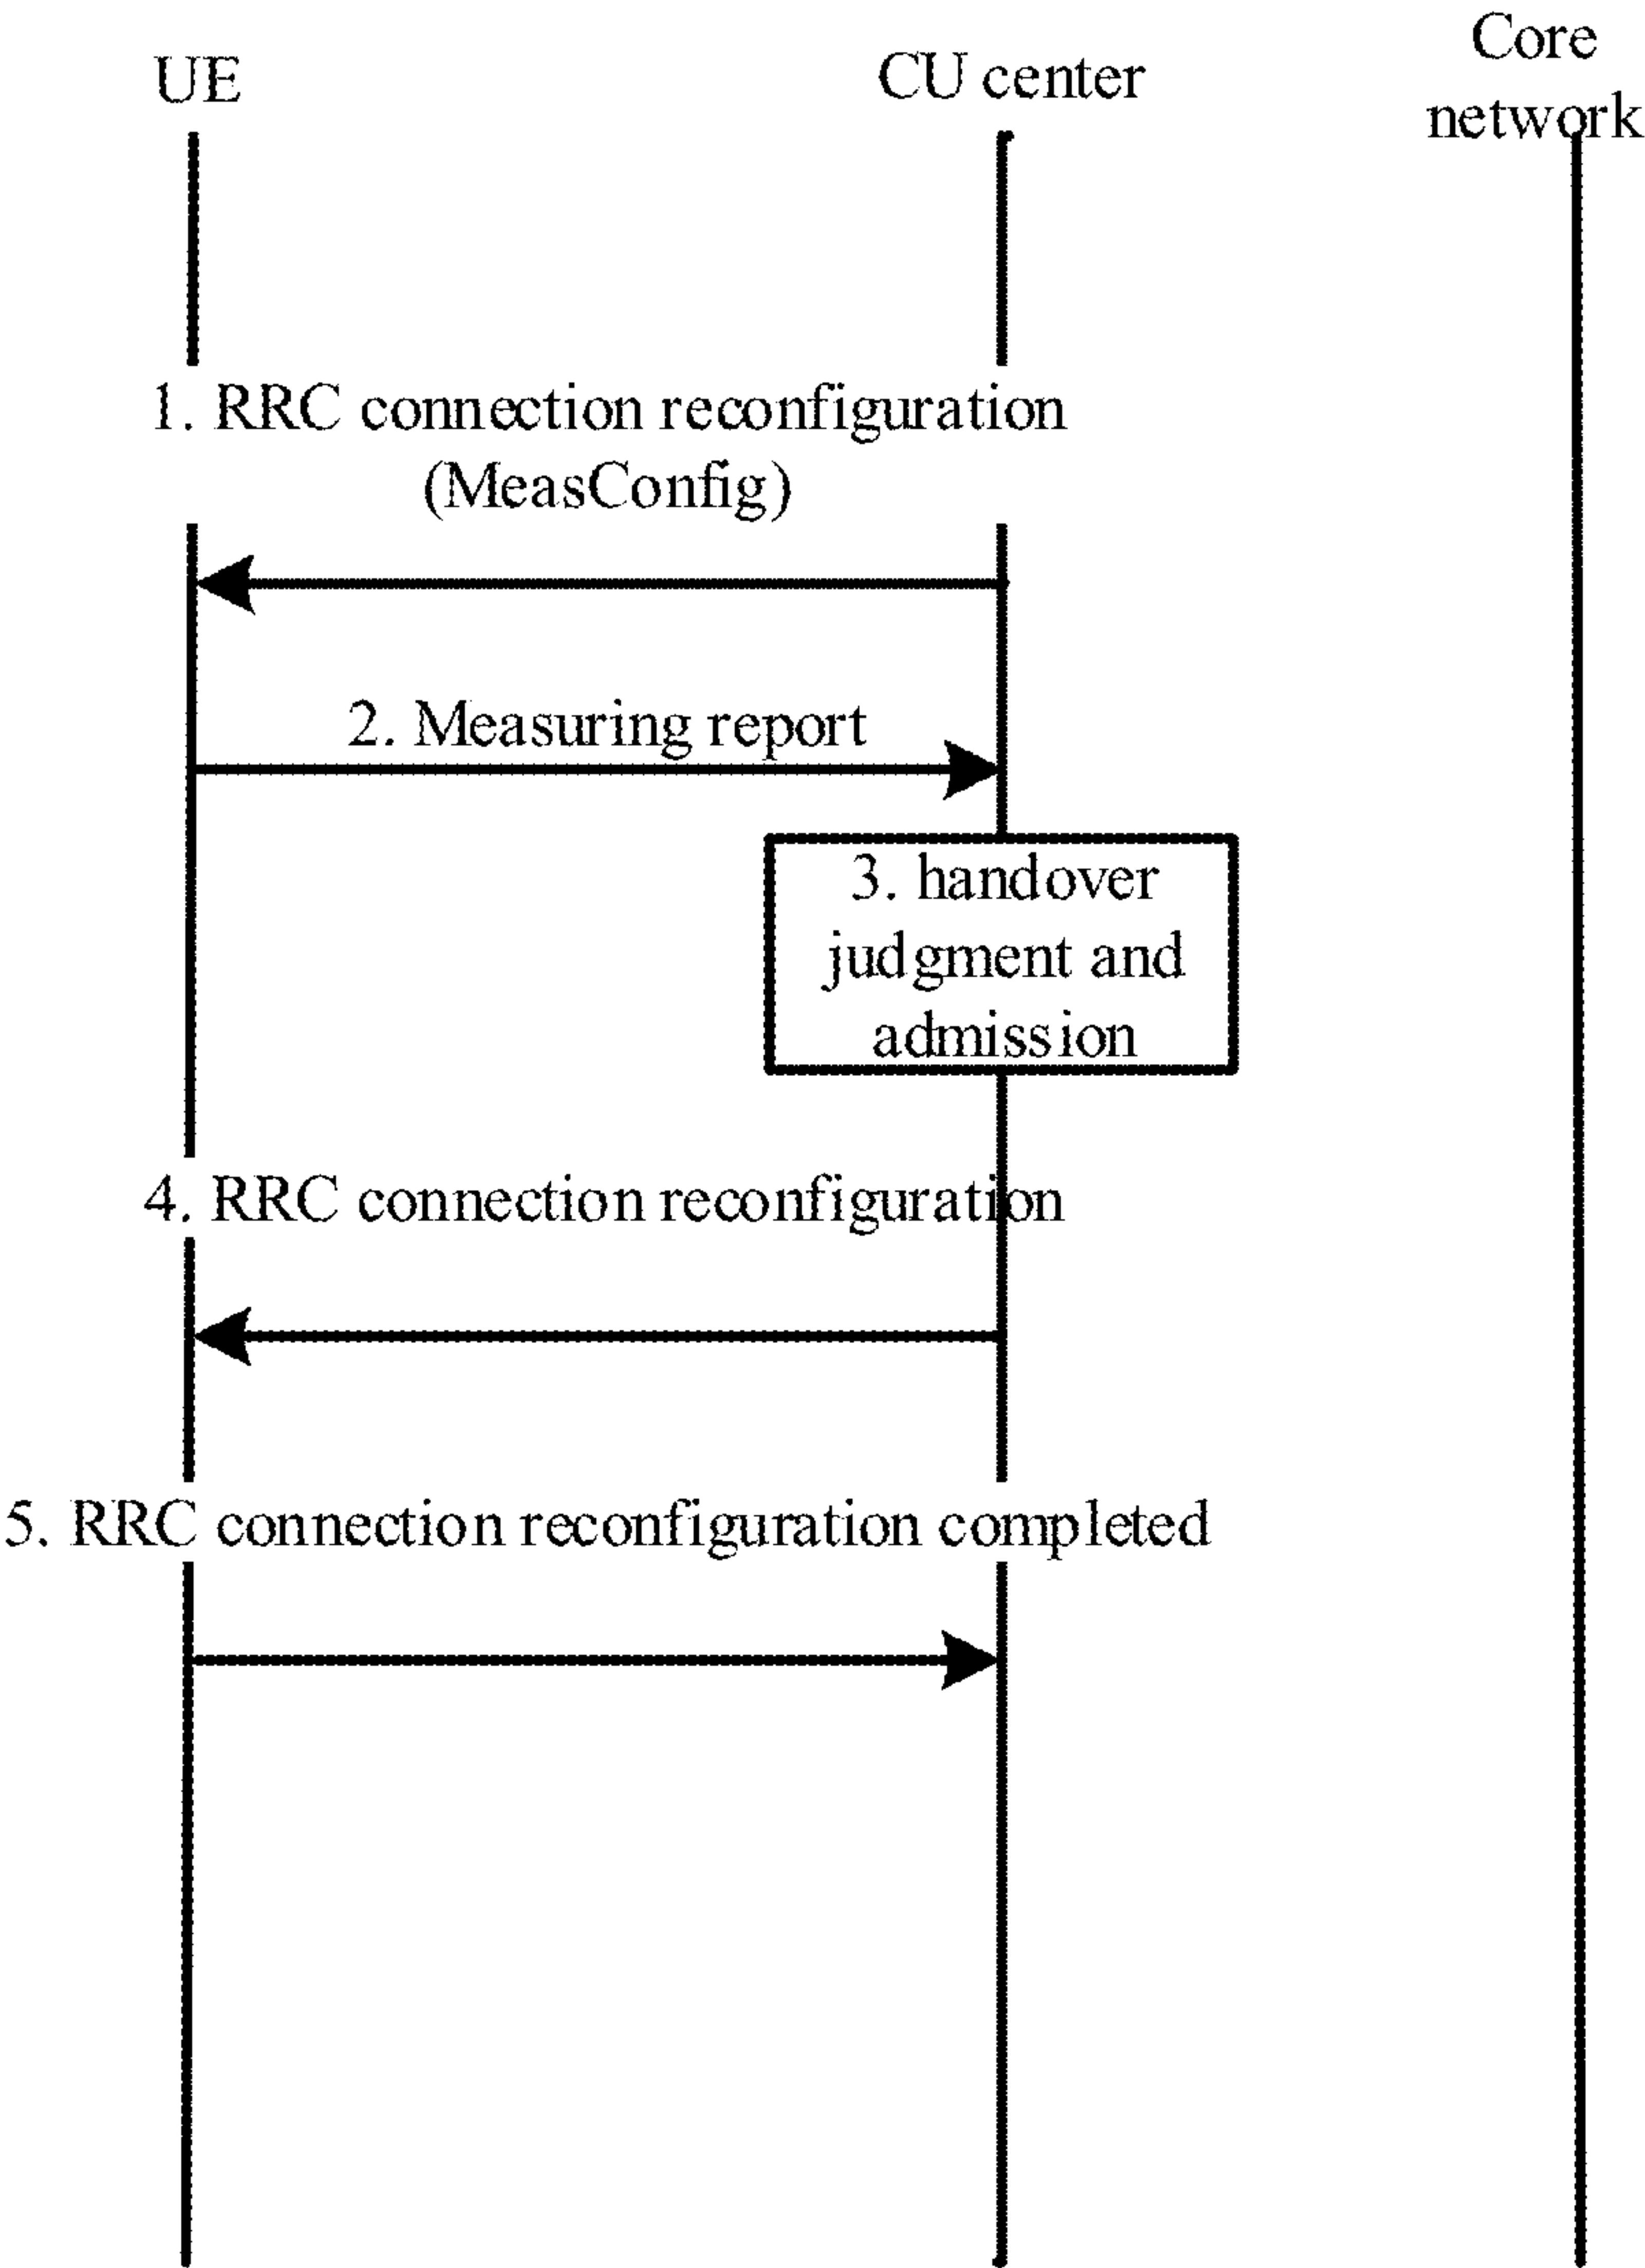 UE
CU center
Core
network
1. RRC connection reconfiguration
(MeasConfig)
2. Measuring report
3. handover
judgment and
admission
4. RRC connection reconfiguration
5. RRC connection reconfiguration completed